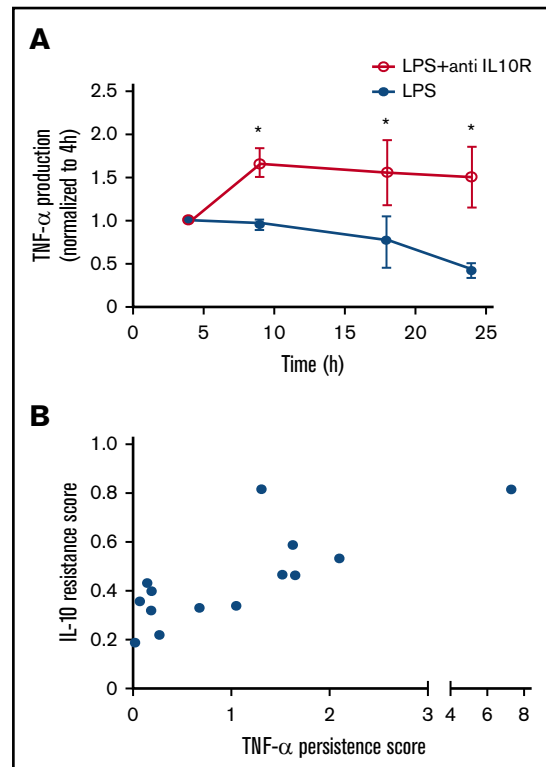 A
LPS+anti IL10R
LPS
TNF-α production
(normalized to 4h)
2.5
2.0
1.5
1.0
0.5
0
* * *
0 5 10 15 20 25
Time (h)
B
IL-10 resistance score
1.0
0.8
0.6
0.4
0.2
0
0 1 2 3 4 6 8
TNF-α persistence score